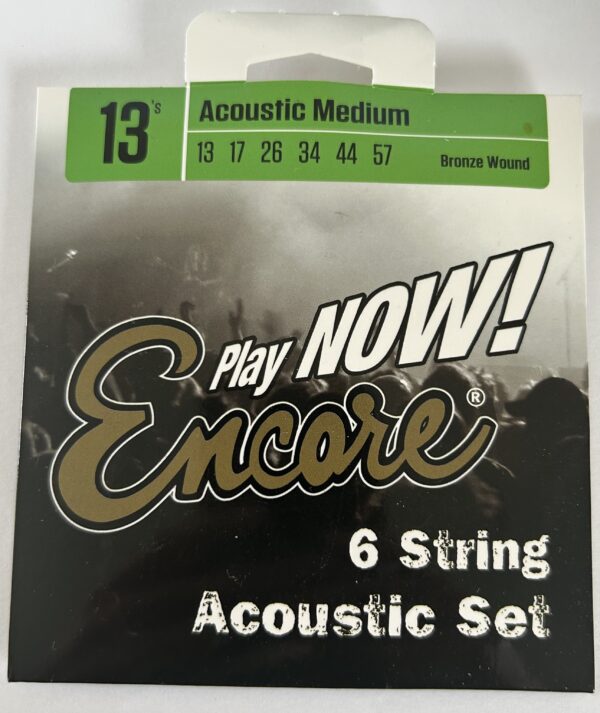 13's
Acoustic Medium
13 17 26 34 44 57
Bronze Wound
Play NOW!
Encore®
6 String
Acoustic Set